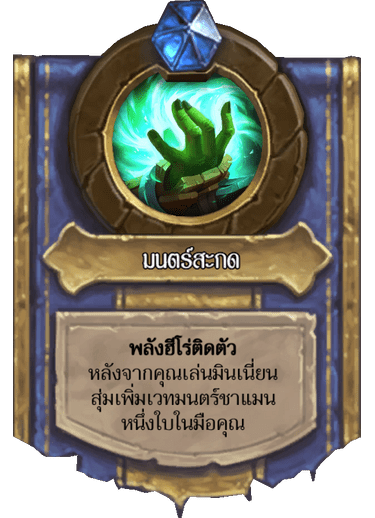 มนตร์สะกด
พลังฮีโร่ติดตัว
หลังจากคุณเล่นมินเนี่ยน
สุ่มเพิ่มเวทมนตร์ชาแมน
หนึ่งใบในมือคุณ